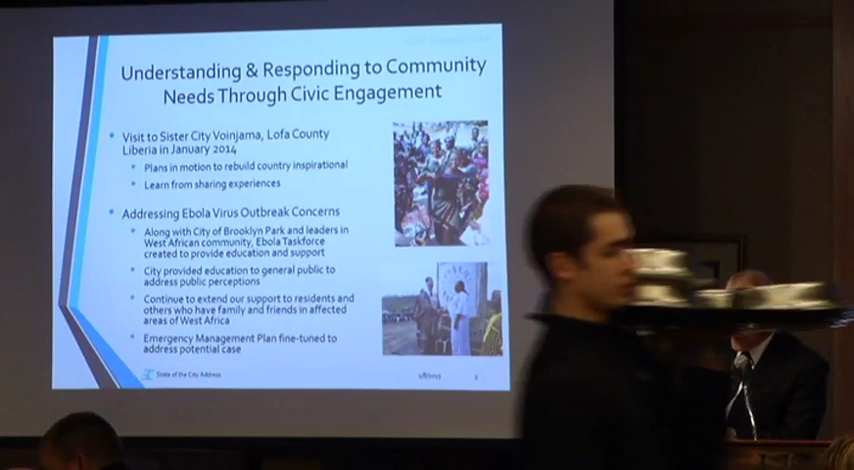 Understanding & Responding to Community
Needs Through Civic Engagement
• Visit to Sister City Voinjama, Lofa County
Liberia in January 2014
• Plans in motion to rebuild country inspirational
• Learn from sharing experiences
• Addressing Ebola Virus Outbreak Concerns
• Along with City of Brooklyn Park and leaders in
West African community, Ebola Taskforce
created to provide education and support
• City provided education to general public to
address public perceptions
• Continue to extend our support to residents and
others who have family and friends in affected
areas of West Africa
• Emergency Management Plan fine-tuned to
address potential case
State of the City Address